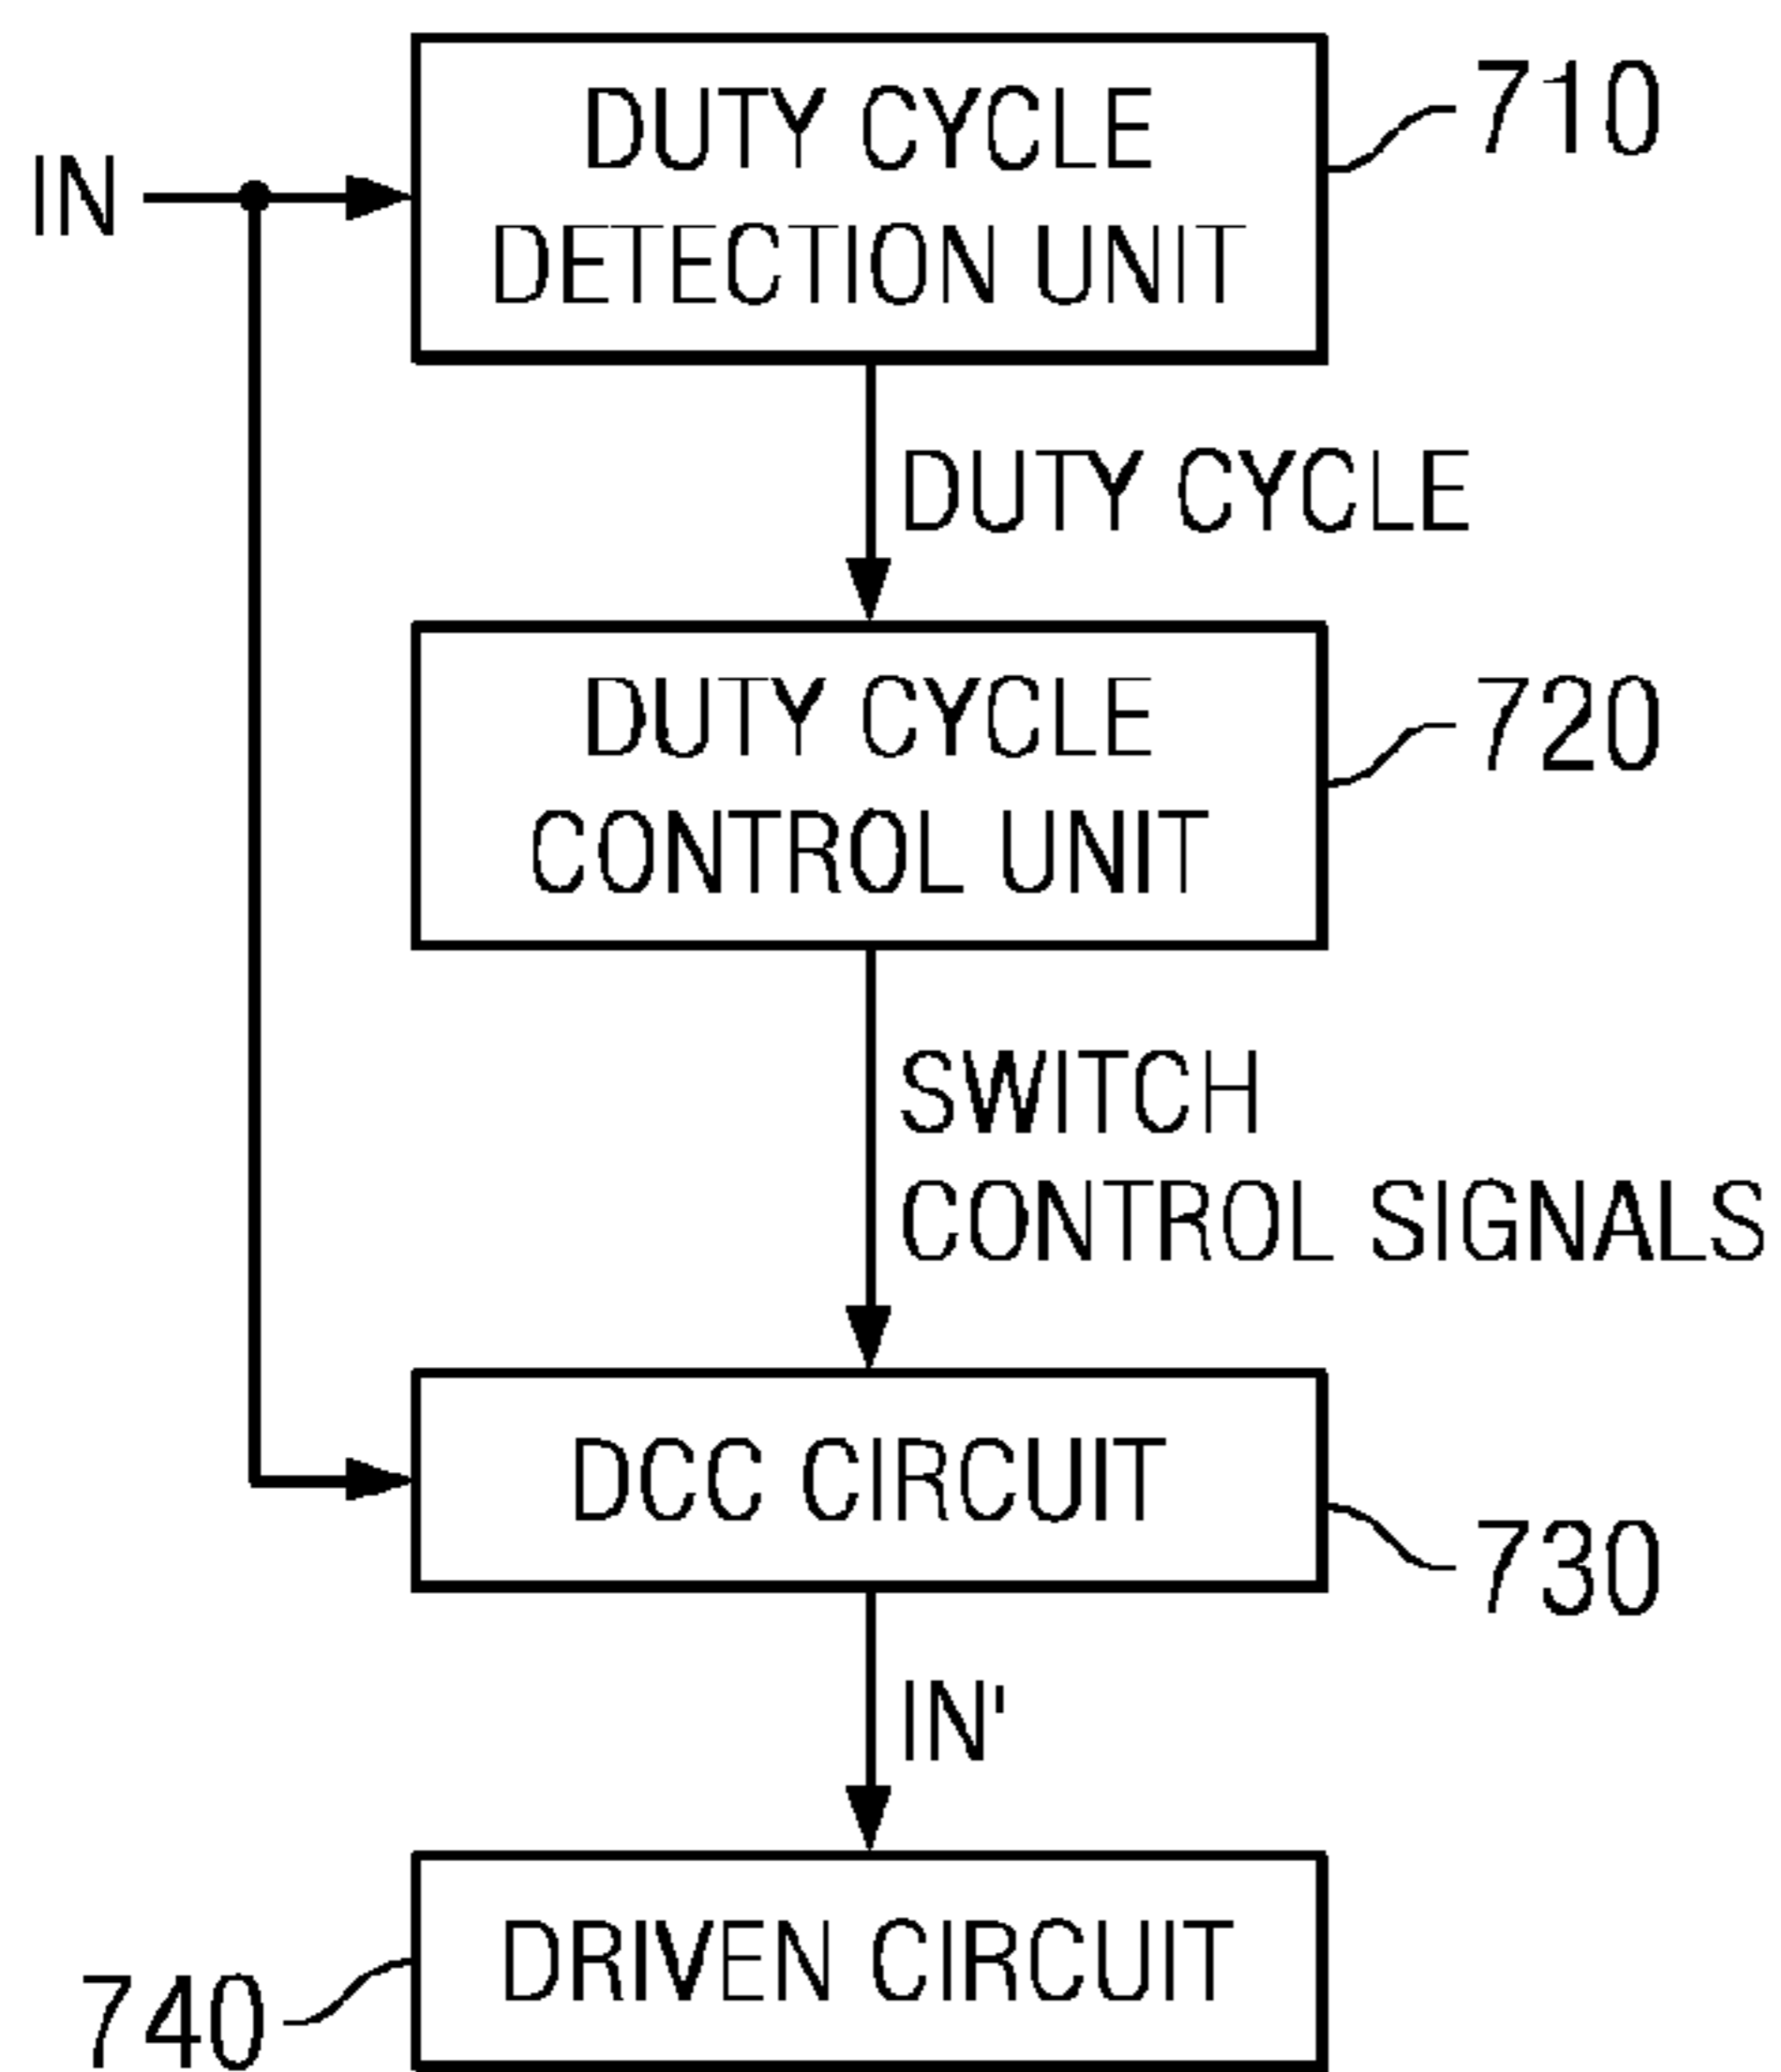 DUTY CYCLE
DETECTION UNIT
710
IN
DUTY CYCLE
DUTY CYCLE
CONTROL UNIT
720
SWITCH
CONTROL SIGNALS
DCC CIRCUIT
730
IN'
DRIVEN CIRCUIT
740